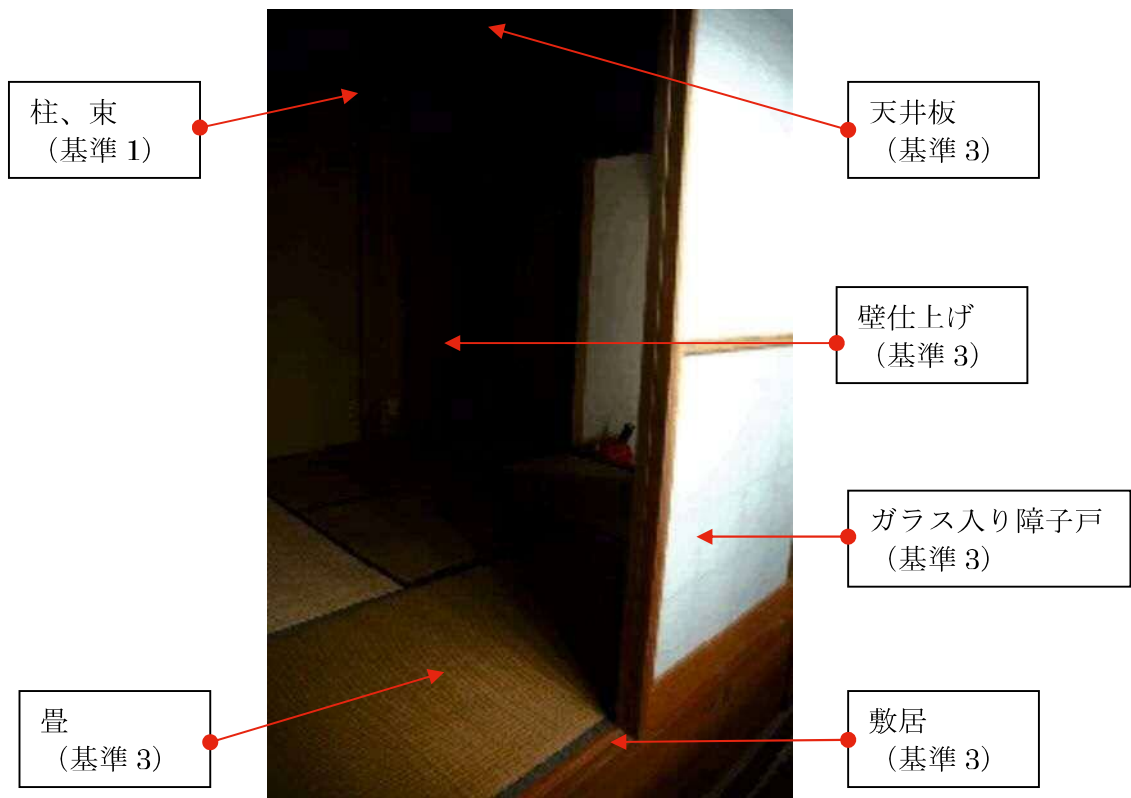 柱、束
（基準 1）
天井板
（基準 3）
壁仕上げ
（基準 3）
ガラス入り障子戸
（基準 3）
畳
（基準 3）
敷居
（基準 3）